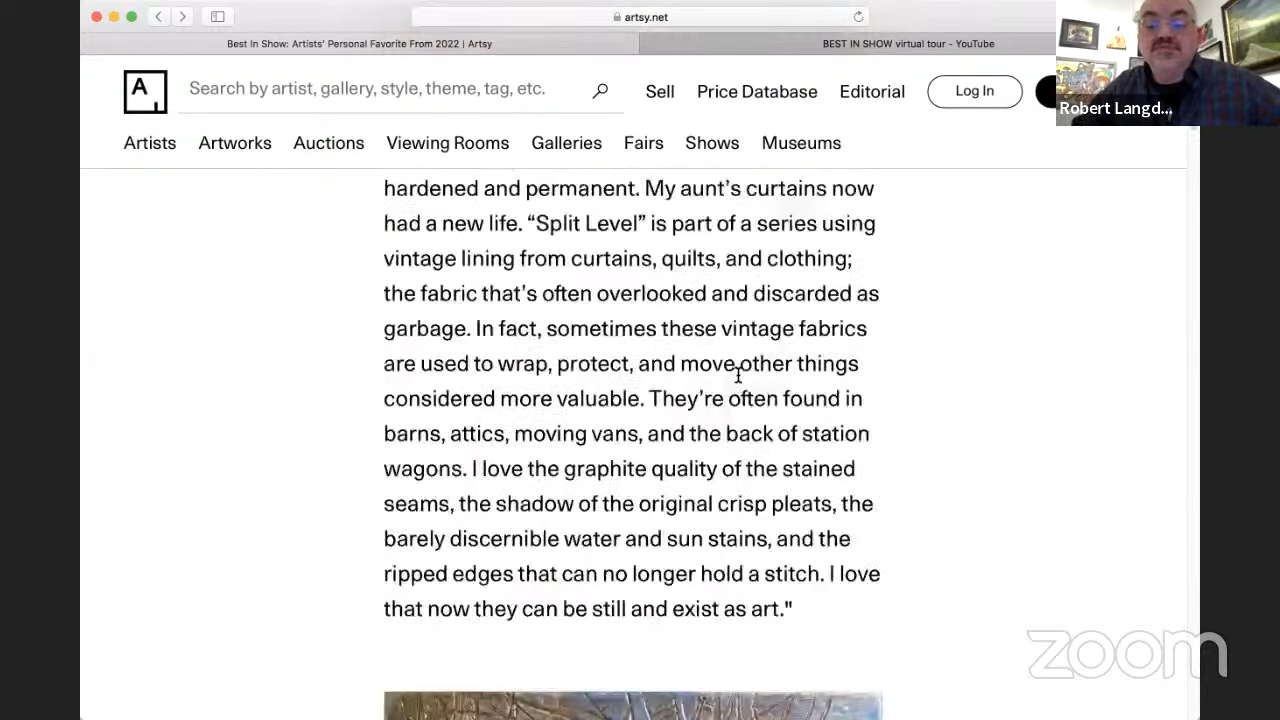 artsy.net
Best In Show: Artists' Personal Favorite From 2022 | Artsy
BEST IN SHOW virtual tour - YouTube
A
Search by artist, gallery, style, theme, tag, etc.
Sell
Price Database
Editorial
Log In
Robert Langd...
Artists
Artworks
Auctions
Viewing Rooms
Galleries
Fairs
Shows
Museums
hardened and permanent. My aunt’s curtains now
had a new life. “Split Level” is part of a series using
vintage lining from curtains, quilts, and clothing;
the fabric that’s often overlooked and discarded as
garbage. In fact, sometimes these vintage fabrics
are used to wrap, protect, and move other things
considered more valuable. They’re often found in
barns, attics, moving vans, and the back of station
wagons. I love the graphite quality of the stained
seams, the shadow of the original crisp pleats, the
barely discernible water and sun stains, and the
ripped edges that can no longer hold a stitch. I love
that now they can be still and exist as art."
zoom